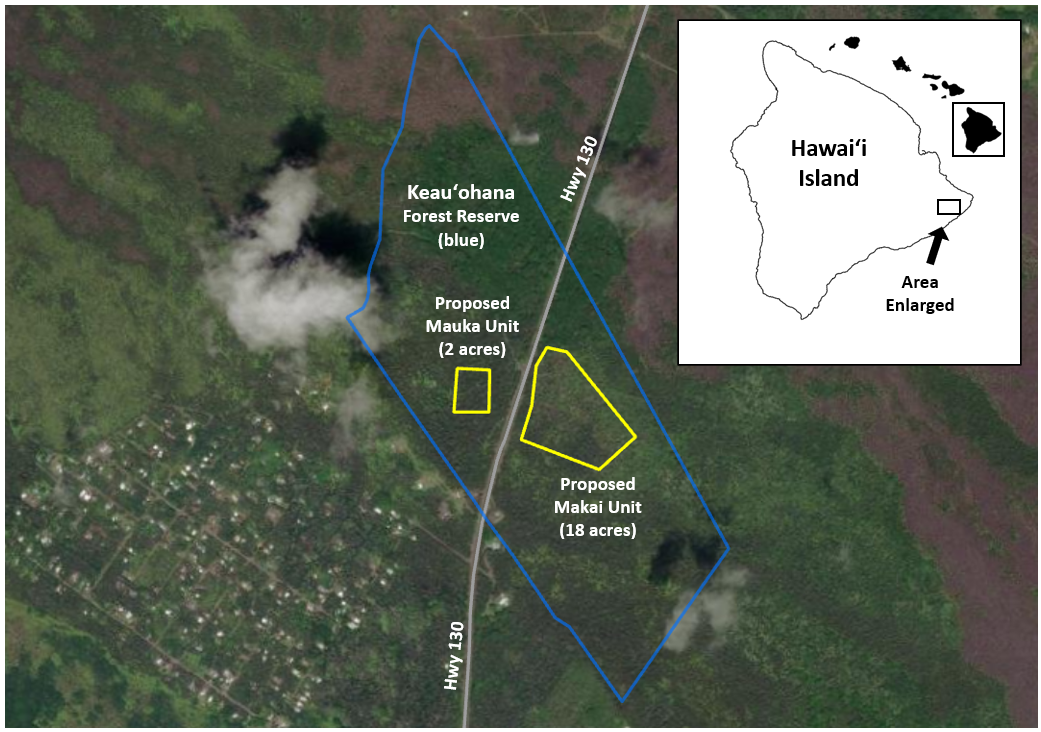 Hwy 130
Keauʻohana
Forest Reserve
(blue)
Proposed
Mauka Unit
(2 acres)
Proposed
Makai Unit
(18 acres)
Hwy 130
Hawaiʻi
Island
Area
Enlarged